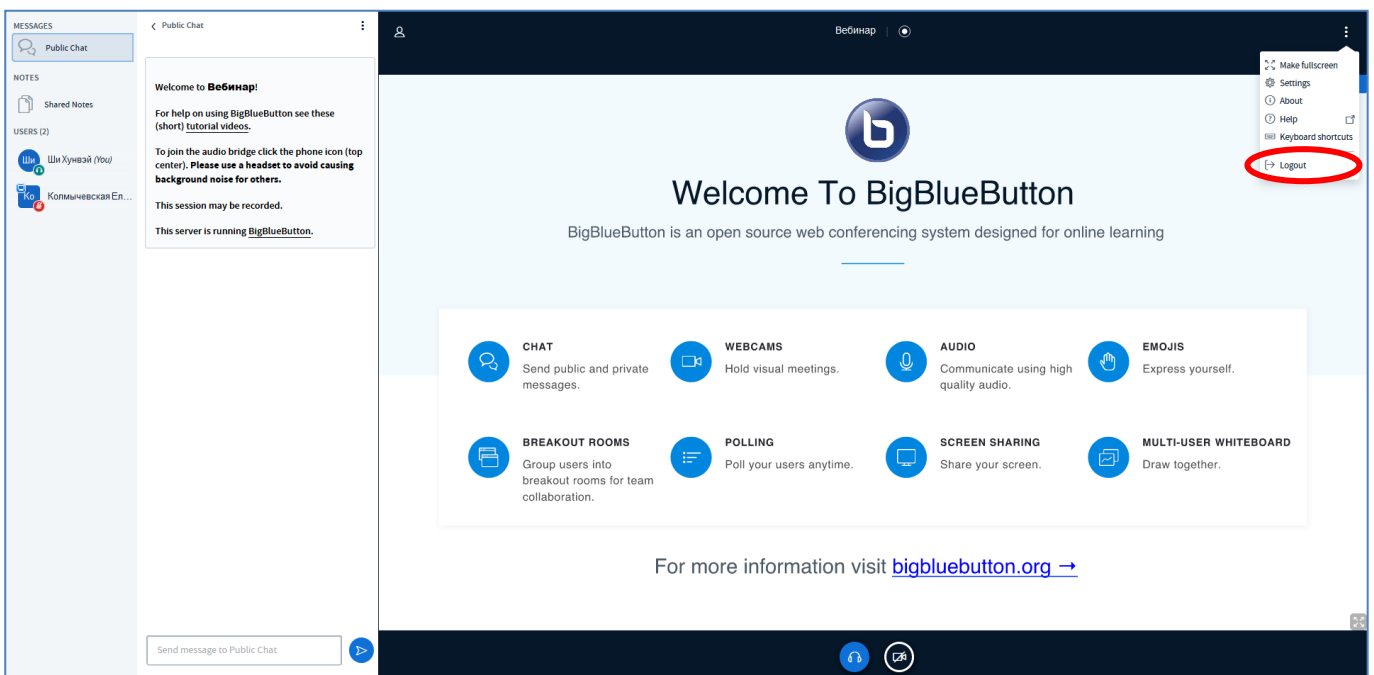 MESSAGES
Public Chat
NOTES
Shared Notes
USERS (2)
Ши
Ши Хунвэй (You)
Ко
Колмычевская Ел...
Public Chat
Welcome to Вебинар!
For help on using BigBlueButton see these
(short) tutorial videos.
To join the audio bridge click the phone icon (top
center). Please use a headset to avoid causing
background noise for others.
This session may be recorded.
This server is running BigBlueButton.
Send message to Public Chat
Вебинар
Make fullscreen
Settings
About
Help
Keyboard shortcuts
Logout
Welcome To BigBlueButton
BigBlueButton is an open source web conferencing system designed for online learning
CHAT
Send public and private
messages.
WEBCAMS
Hold visual meetings.
AUDIO
Communicate using high
quality audio.
EMOJIS
Express yourself.
BREAKOUT ROOMS
Group users into
breakout rooms for team
collaboration.
POLLING
Poll your users anytime.
SCREEN SHARING
Share your screen.
MULTI-USER WHITEBOARD
Draw together.
For more information visit bigbluebutton.org →